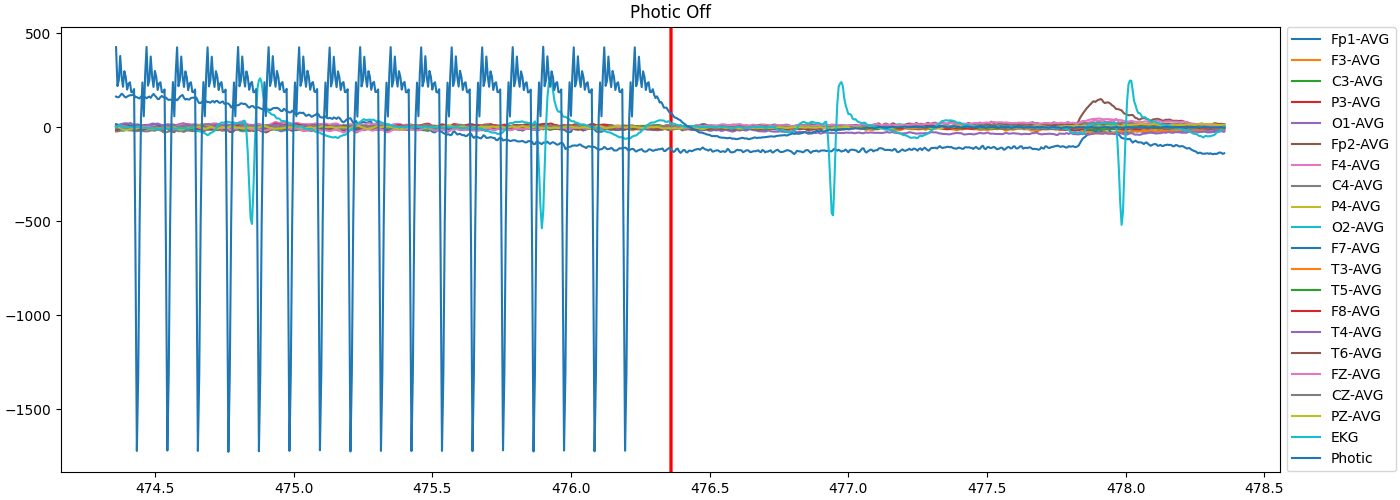 Photic Off
500
0
−500
−1000
−1500
474.5 475.0 475.5 476.0 476.5 477.0 477.5 478.0 478.5
Fp1-AVG
F3-AVG
C3-AVG
P3-AVG
O1-AVG
Fp2-AVG
F4-AVG
C4-AVG
P4-AVG
O2-AVG
F7-AVG
T3-AVG
T5-AVG
F8-AVG
T4-AVG
T6-AVG
FZ-AVG
CZ-AVG
PZ-AVG
EKG
Photic